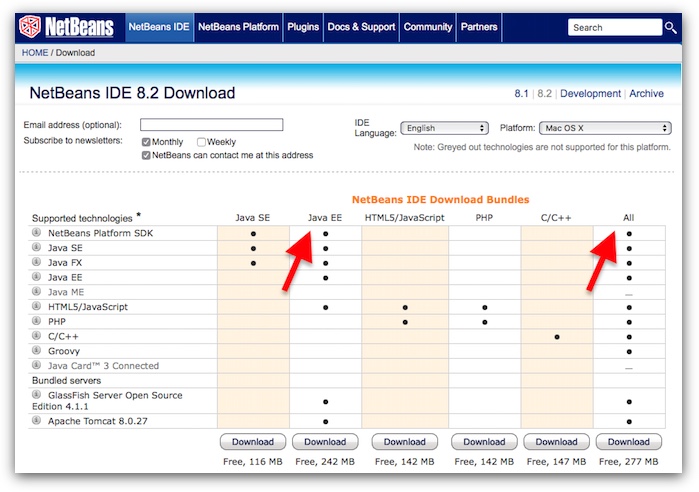 NetBeans
NetBeans IDE NetBeans Platform Plugins Docs & Support Community Partners Search
HOME / Download
NetBeans IDE 8.2 Download
8.1 | 8.2 | Development | Archive
Email address (optional):
IDE Language: English
Platform: Mac OS X
Subscribe to newsletters: Monthly Weekly
NetBeans can contact me at this address
Note: Greyed out technologies are not supported for this platform.
NetBeans IDE Download Bundles
Supported technologies * Java SE Java EE HTML5/JavaScript PHP C/C++ All
NetBeans Platform SDK • • •
Java SE • • •
Java FX • • •
Java EE • •
Java ME —
HTML5/JavaScript • • • •
PHP • • •
C/C++ • •
Groovy •
Java Card™ 3 Connected —
Bundled servers
GlassFish Server Open Source
Edition 4.1.1 • •
Apache Tomcat 8.0.27 • •
Download Download Download Download Download Download
Free, 116 MB Free, 242 MB Free, 142 MB Free, 142 MB Free, 147 MB Free, 277 MB